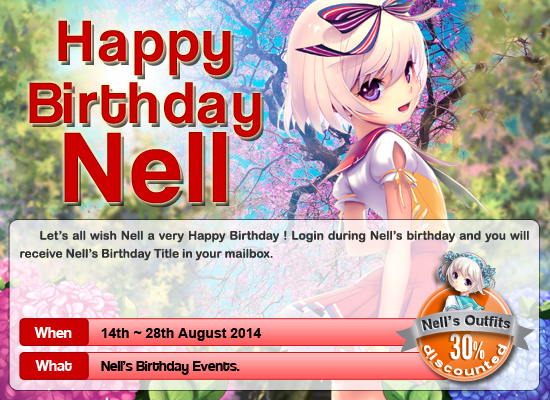 Happy
Birthday
Nell
Let's all wish Nell a very Happy Birthday ! Login during Nell's birthday and you will
receive Nell's Birthday Title in your mailbox.
When 14th ~ 28th August 2014
What Nell's Birthday Events.
Nell's Outfits
30%
discounted